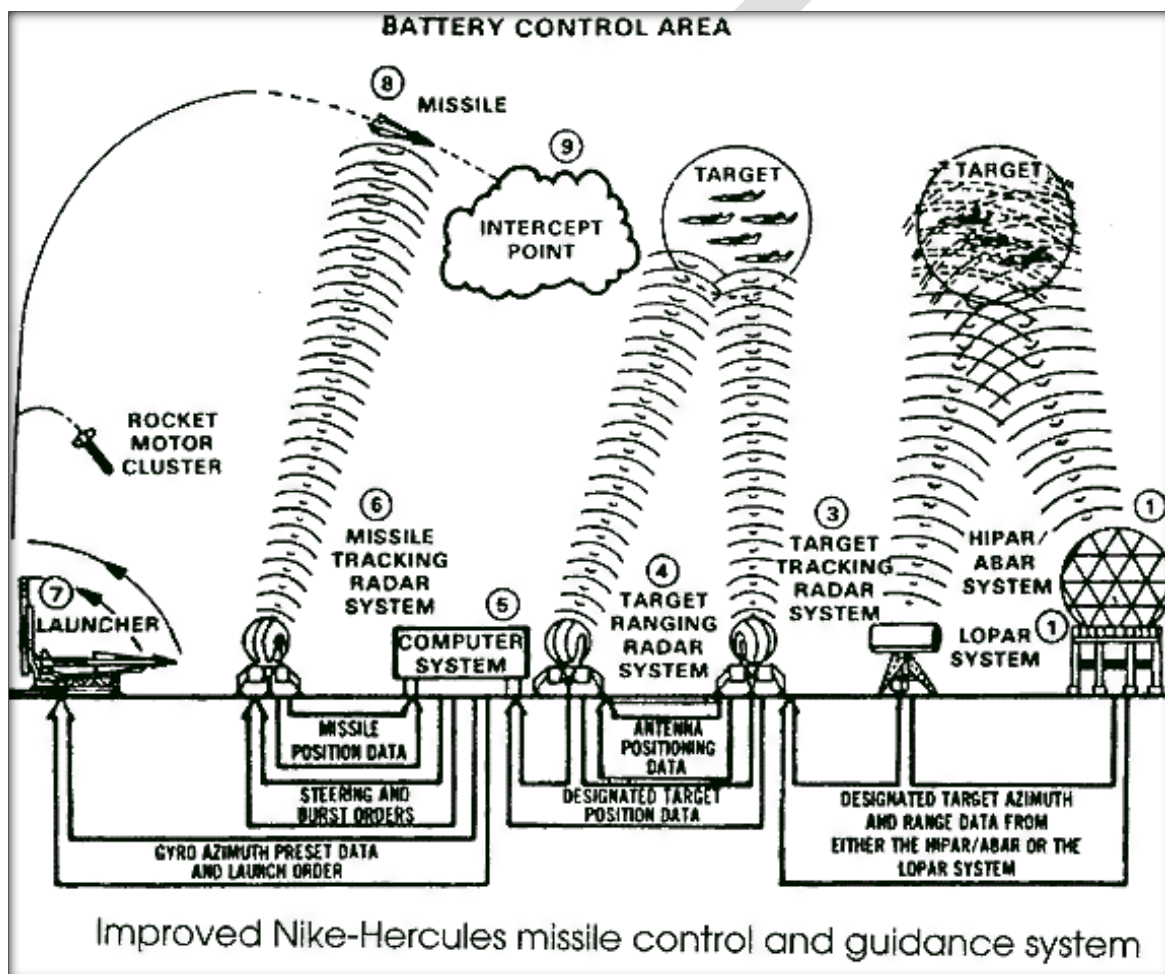 BATTERY CONTROL AREA
8
MISSILE
9
INTERCEPT
POINT
TARGET
TARGET
ROCKET
MOTOR
CLUSTER
6
MISSILE
TRACKING
RADAR
SYSTEM
5
COMPUTER
SYSTEM
4
TARGET
RANGING
RADAR
SYSTEM
3
TARGET
TRACKING
RADAR
SYSTEM
HIPAR
ABAR
SYSTEM
1
LOPAR
SYSTEM
1
7
LAUNCHER
MISSILE
POSITION DATA
STEERING AND
BURST ORDERS
GYRO AZIMUTH PRESET DATA
AND LAUNCH ORDER
ANTENNA
POSITIONING
DATA
DESIGNATED TARGET
POSITION DATA
DESIGNATED TARGET AZIMUTH
AND RANGE DATA FROM
EITHER THE HIPAR/ABAR OR THE
LOPAR SYSTEM
Improved Nike-Hercules missile control and guidance system